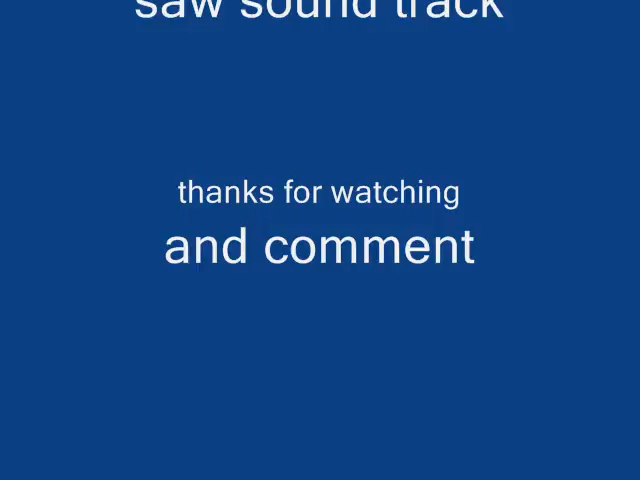 saw sound track
thanks for watching
and comment